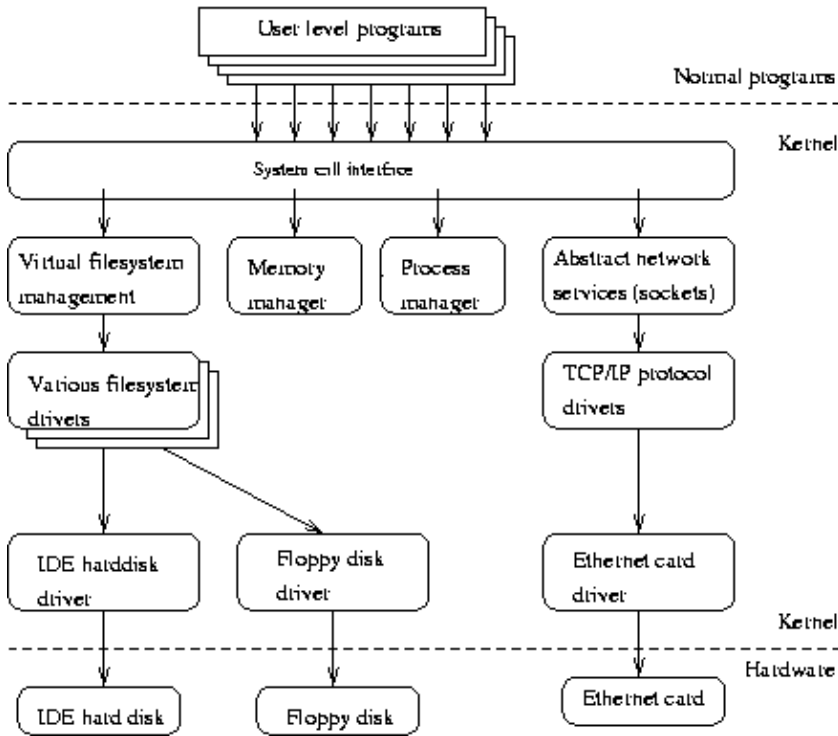 User level programs
Normal programs
Kernel
System call interface
Virtual filesystem
management
Memory
manager
Process
manager
Abstract network
services (sockets)
Various filesystem
drivers
TCP/IP protocol
drivers
IDE harddisk
driver
Floppy disk
driver
Ethernet card
driver
Kernel
Hardware
IDE hard disk
Floppy disk
Ethernet card